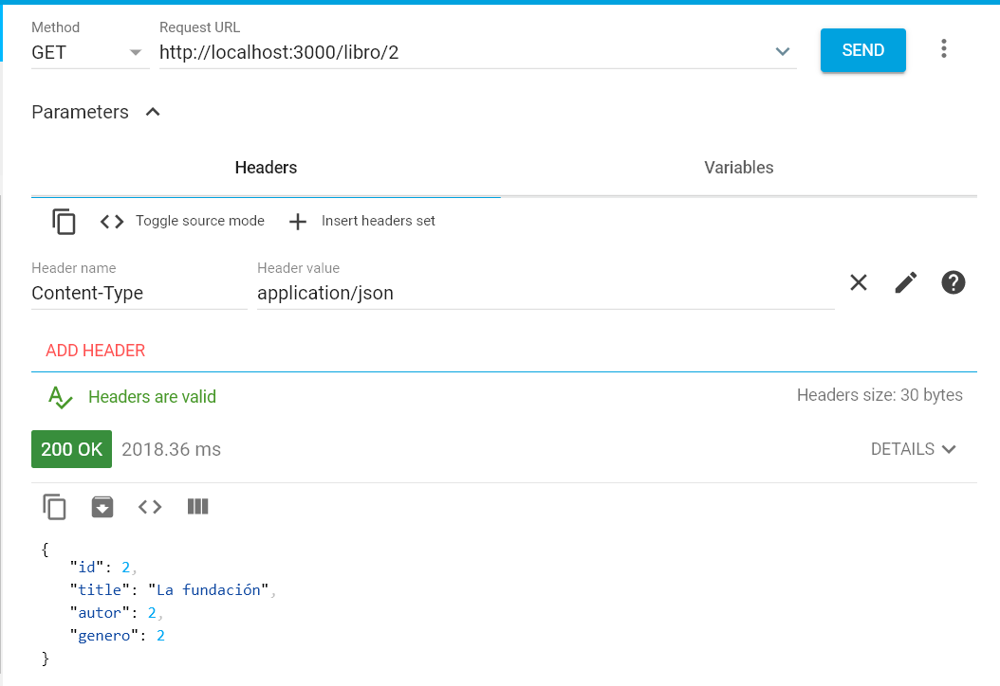 Method Request URL
GET http://localhost:3000/libro/2 SEND
Parameters
Headers Variables
Toggle source mode Insert headers set
Header name Header value
Content-Type application/json
ADD HEADER
Headers are valid Headers size: 30 bytes
200 OK 2018.36 ms DETAILS
{
"id": 2,
"title": "La fundación",
"autor": 2,
"genero": 2
}